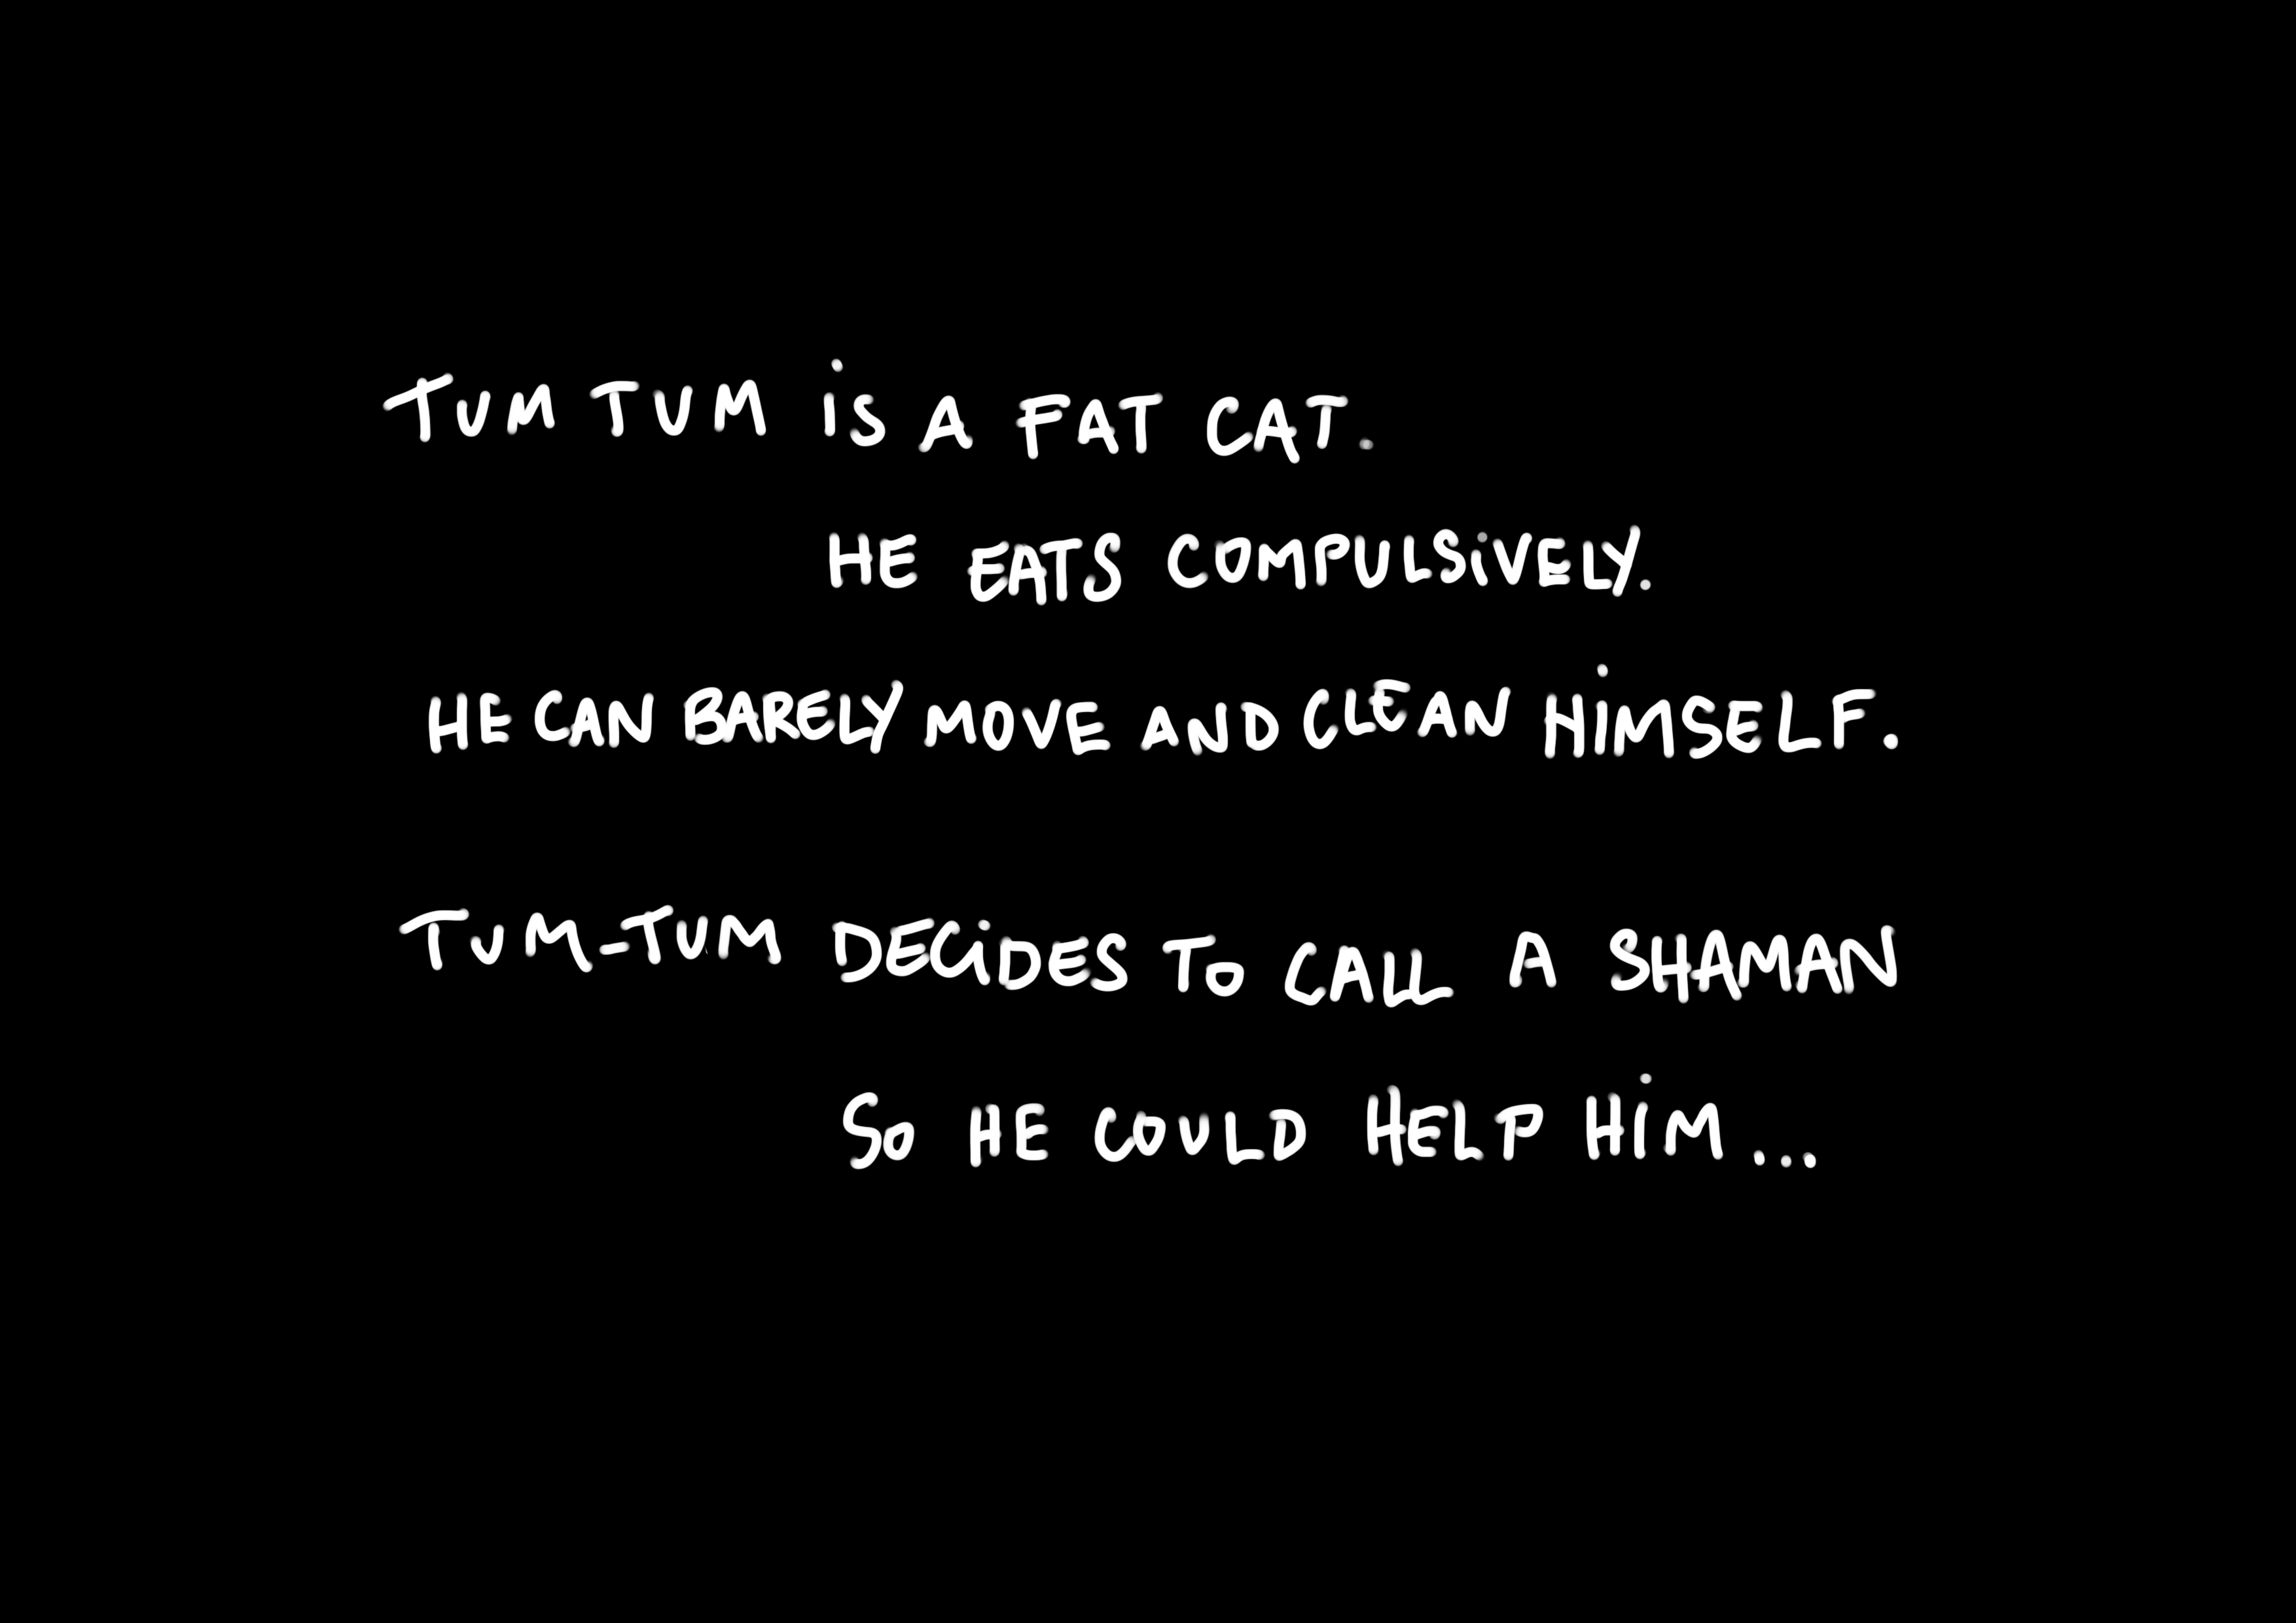 TUM TUM iS A FAT CAT.
HE EATS COMPULSiVELY.
HE CAN BARELY MOVE AND CLEAN HiMSELF.
TUM-TUM DECiDES TO CALL A SHAMAN
SO HE COULD HELP HiM...